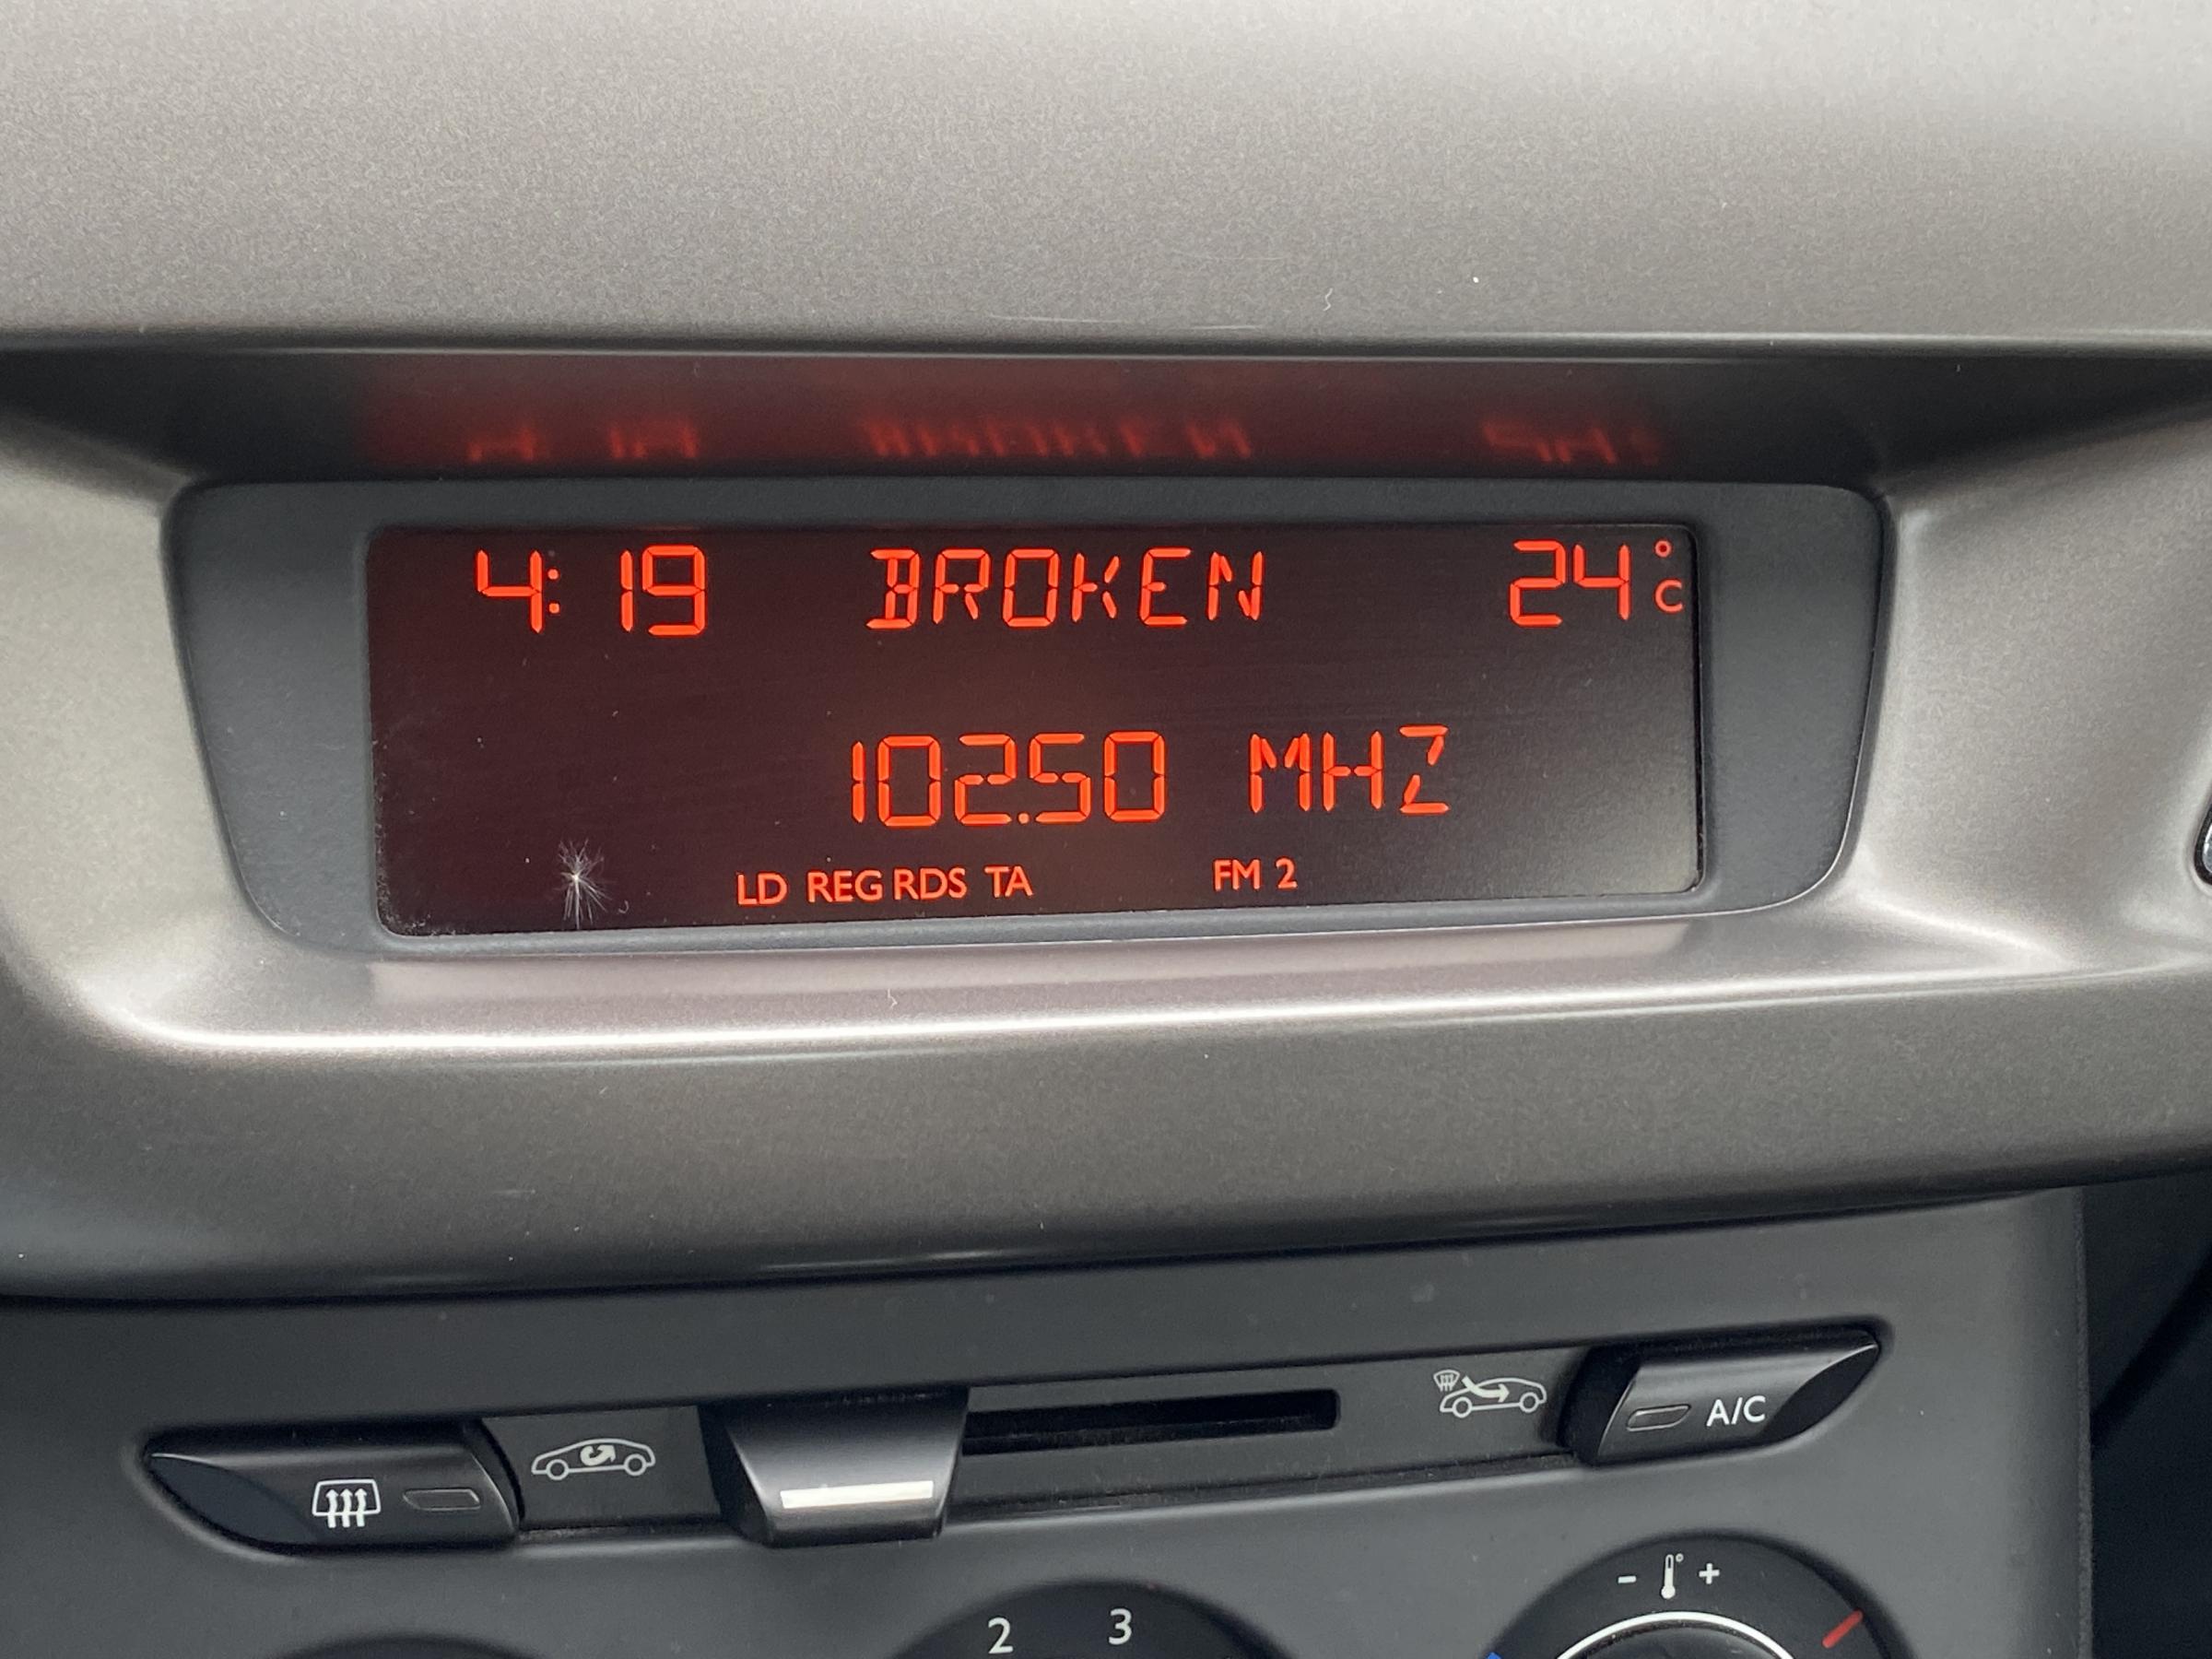 4:19 BROKEN 24°C
102.50 MHZ
LD REG RDS TA FM 2
A/C
- +
2 3